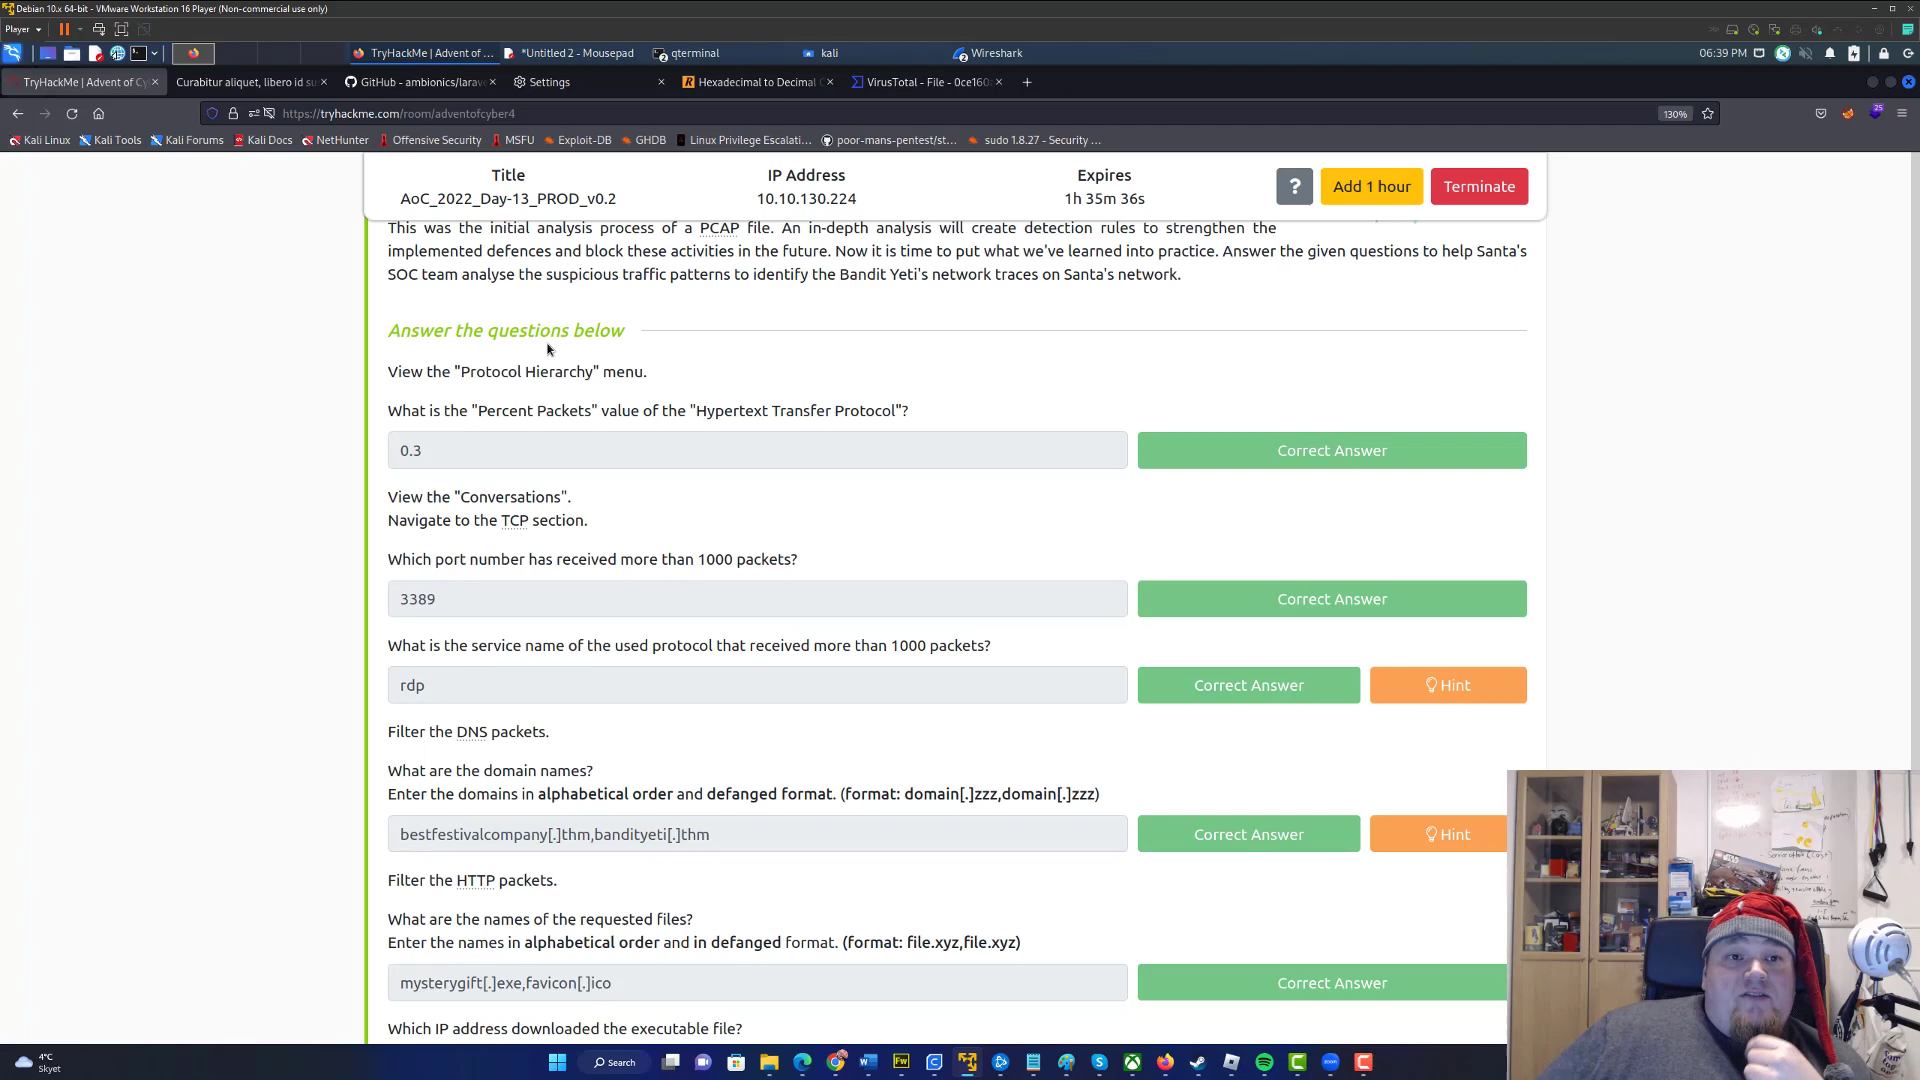 Debian 10.x 64-bit - VMware Workstation 16 Player (Non-commercial use only)
Player
TryHackMe | Advent of ...
*Untitled 2 - Mousepad
qterminal
kali
Wireshark
06:39 PM
TryHackMe | Advent of Cy
Curabitur aliquet, libero id su
GitHub - ambionics/larave
Settings
Hexadecimal to Decimal C
VirusTotal - File - 0ce160
https://tryhackme.com/room/adventofcyber4
130%
25
Kali Linux
Kali Tools
Kali Forums
Kali Docs
NetHunter
Offensive Security
MSFU
Exploit-DB
GHDB
Linux Privilege Escalati...
poor-mans-pentest/st...
sudo 1.8.27 - Security ...
Title
IP Address
Expires
AoC_2022_Day-13_PROD_v0.2
10.10.130.224
1h 35m 36s
?
Add 1 hour
Terminate
This was the initial analysis process of a PCAP file. An in-depth analysis will create detection rules to strengthen the
implemented defences and block these activities in the future. Now it is time to put what we've learned into practice. Answer the given questions to help Santa's
SOC team analyse the suspicious traffic patterns to identify the Bandit Yeti's network traces on Santa's network.
Answer the questions below
View the "Protocol Hierarchy" menu.
What is the "Percent Packets" value of the "Hypertext Transfer Protocol"?
0.3
Correct Answer
View the "Conversations".
Navigate to the TCP section.
Which port number has received more than 1000 packets?
3389
Correct Answer
What is the service name of the used protocol that received more than 1000 packets?
rdp
Correct Answer
Hint
Filter the DNS packets.
What are the domain names?
Enter the domains in alphabetical order and defanged format. (format: domain[.]zzz,domain[.]zzz)
bestfestivalcompany[.]thm,bandityeti[.]thm
Correct Answer
Hint
Filter the HTTP packets.
What are the names of the requested files?
Enter the names in alphabetical order and in defanged format. (format: file.xyz,file.xyz)
mysterygift[.]exe,favicon[.]ico
Correct Answer
Which IP address downloaded the executable file?
4°C
Skyet
Search